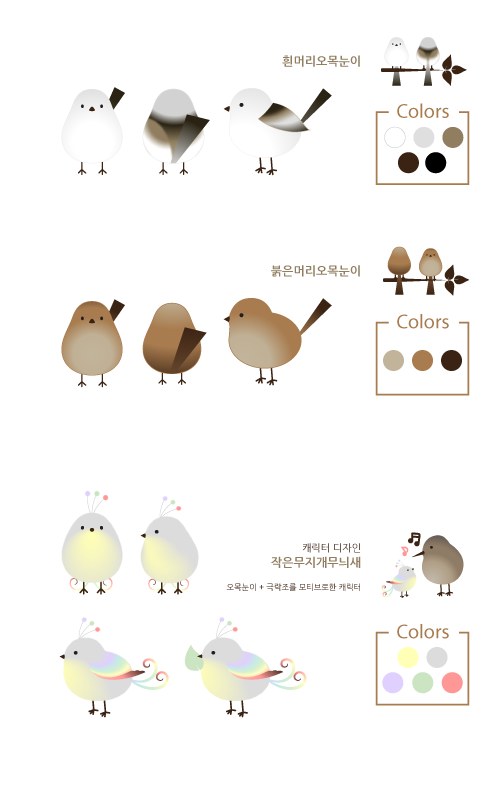 흰머리오목눈이
Colors
붉은머리오목눈이
Colors
캐릭터 디자인
작은무지개무늬새
오목눈이 + 극락조를 모티브로한 캐릭터
Colors